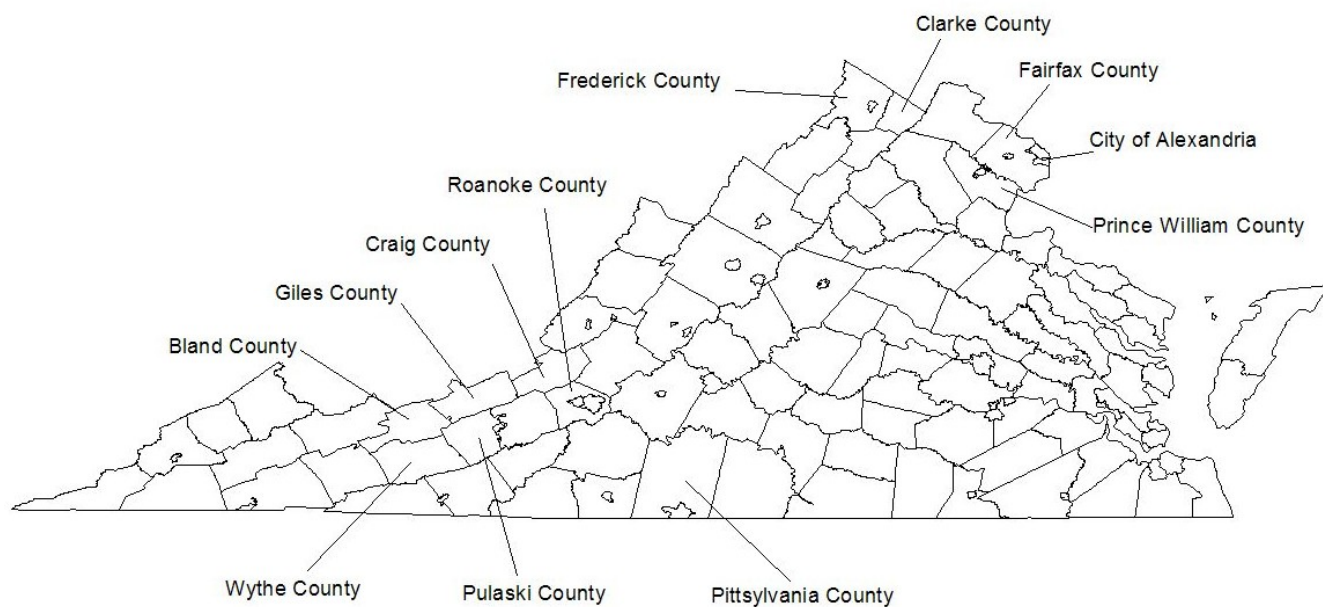 Clarke County
Frederick County
Fairfax County
City of Alexandria
Roanoke County
Prince William County
Craig County
Giles County
Bland County
Wythe County
Pulaski County
Pittsylvania County